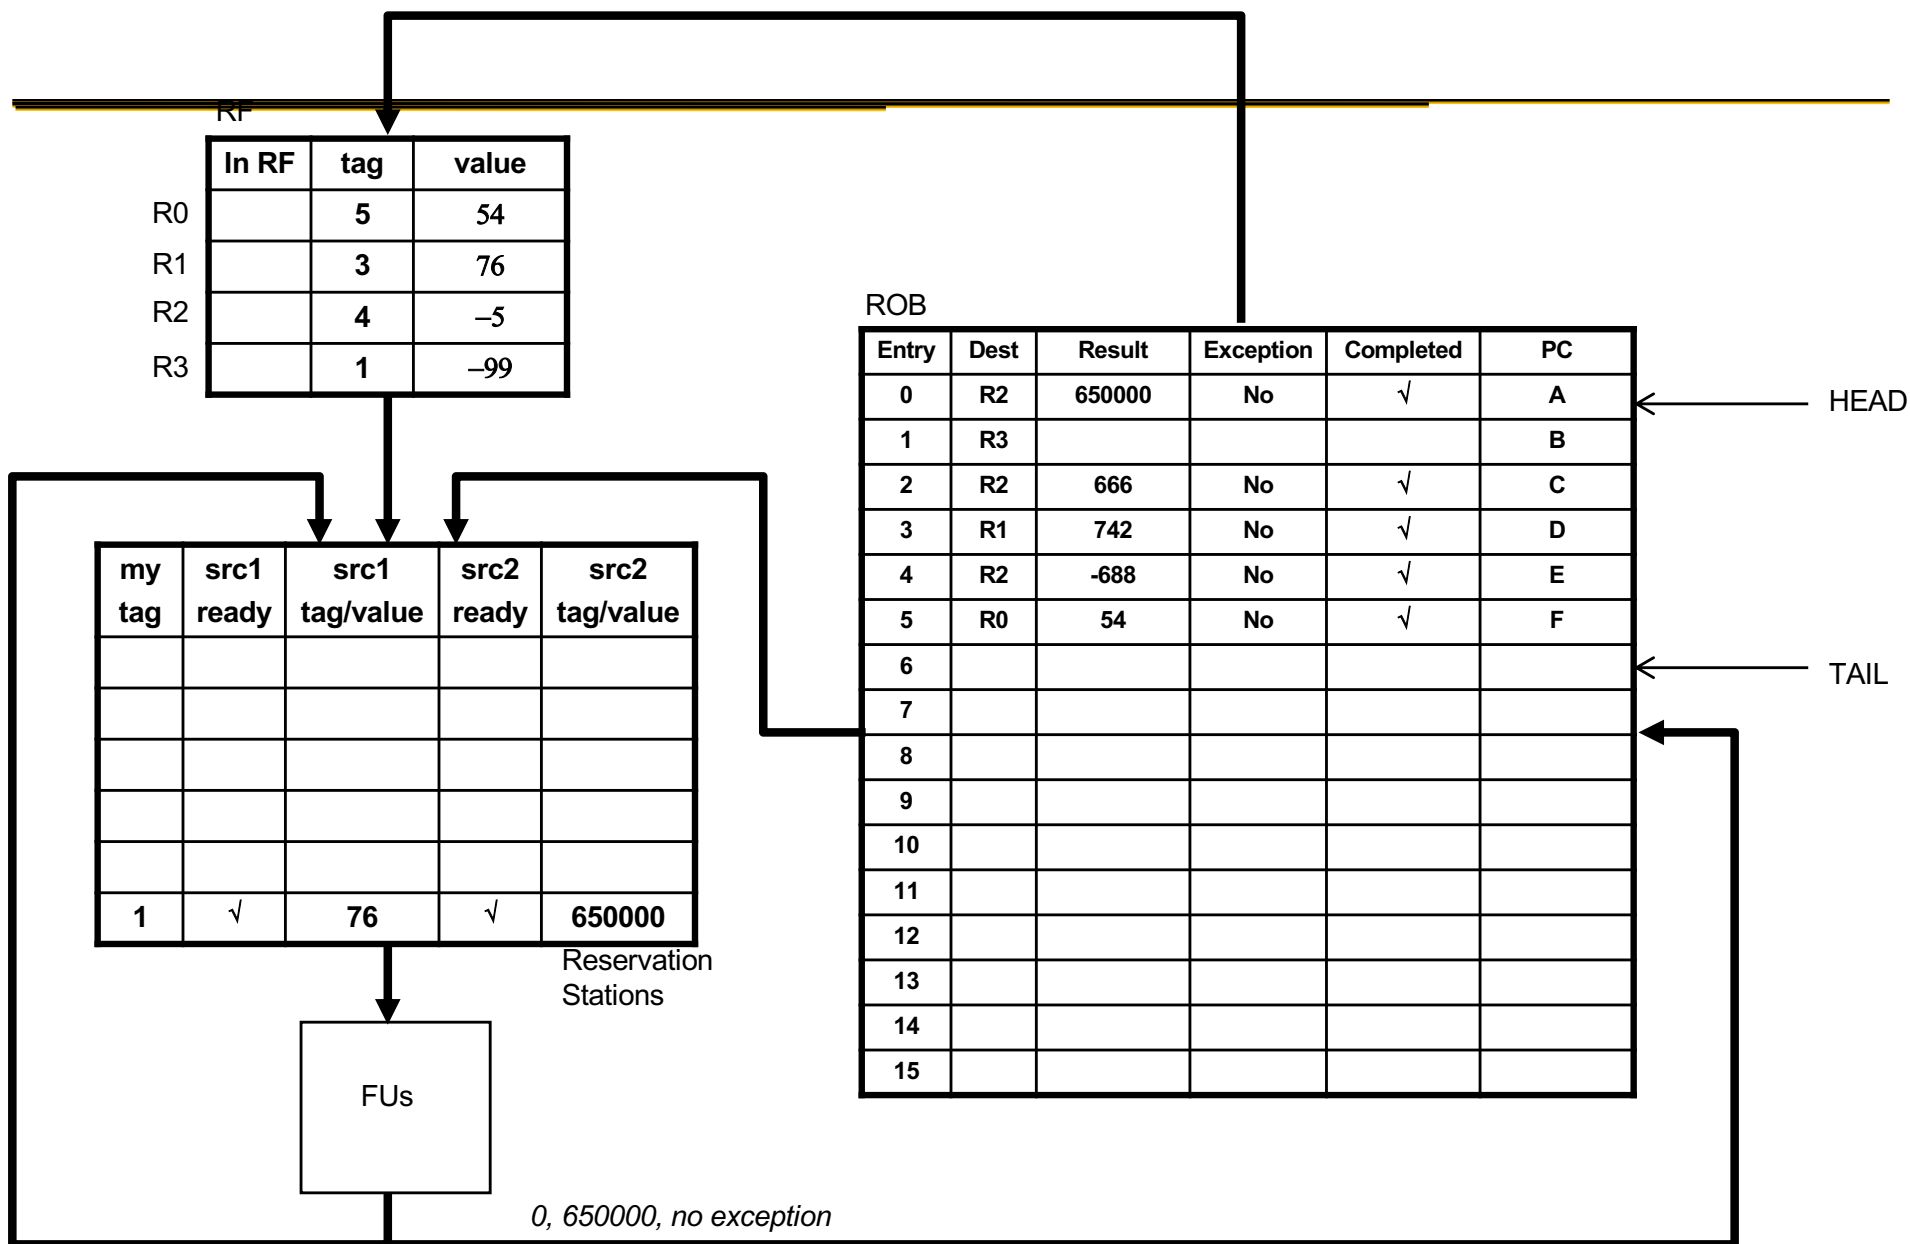 RF
In RF tag value
R0 5 54
R1 3 76
R2 4 –5
R3 1 –99
ROB
Entry Dest Result Exception Completed PC
0 R2 650000 No √ A
HEAD
1 R3 B
2 R2 666 No √ C
3 R1 742 No √ D
4 R2 -688 No √ E
5 R0 54 No √ F
6
TAIL
7
8
9
10
11
12
13
14
15
my src1 src1 src2 src2
tag ready tag/value ready tag/value
1 √ 76 √ 650000
Reservation
Stations
FUs
0, 650000, no exception